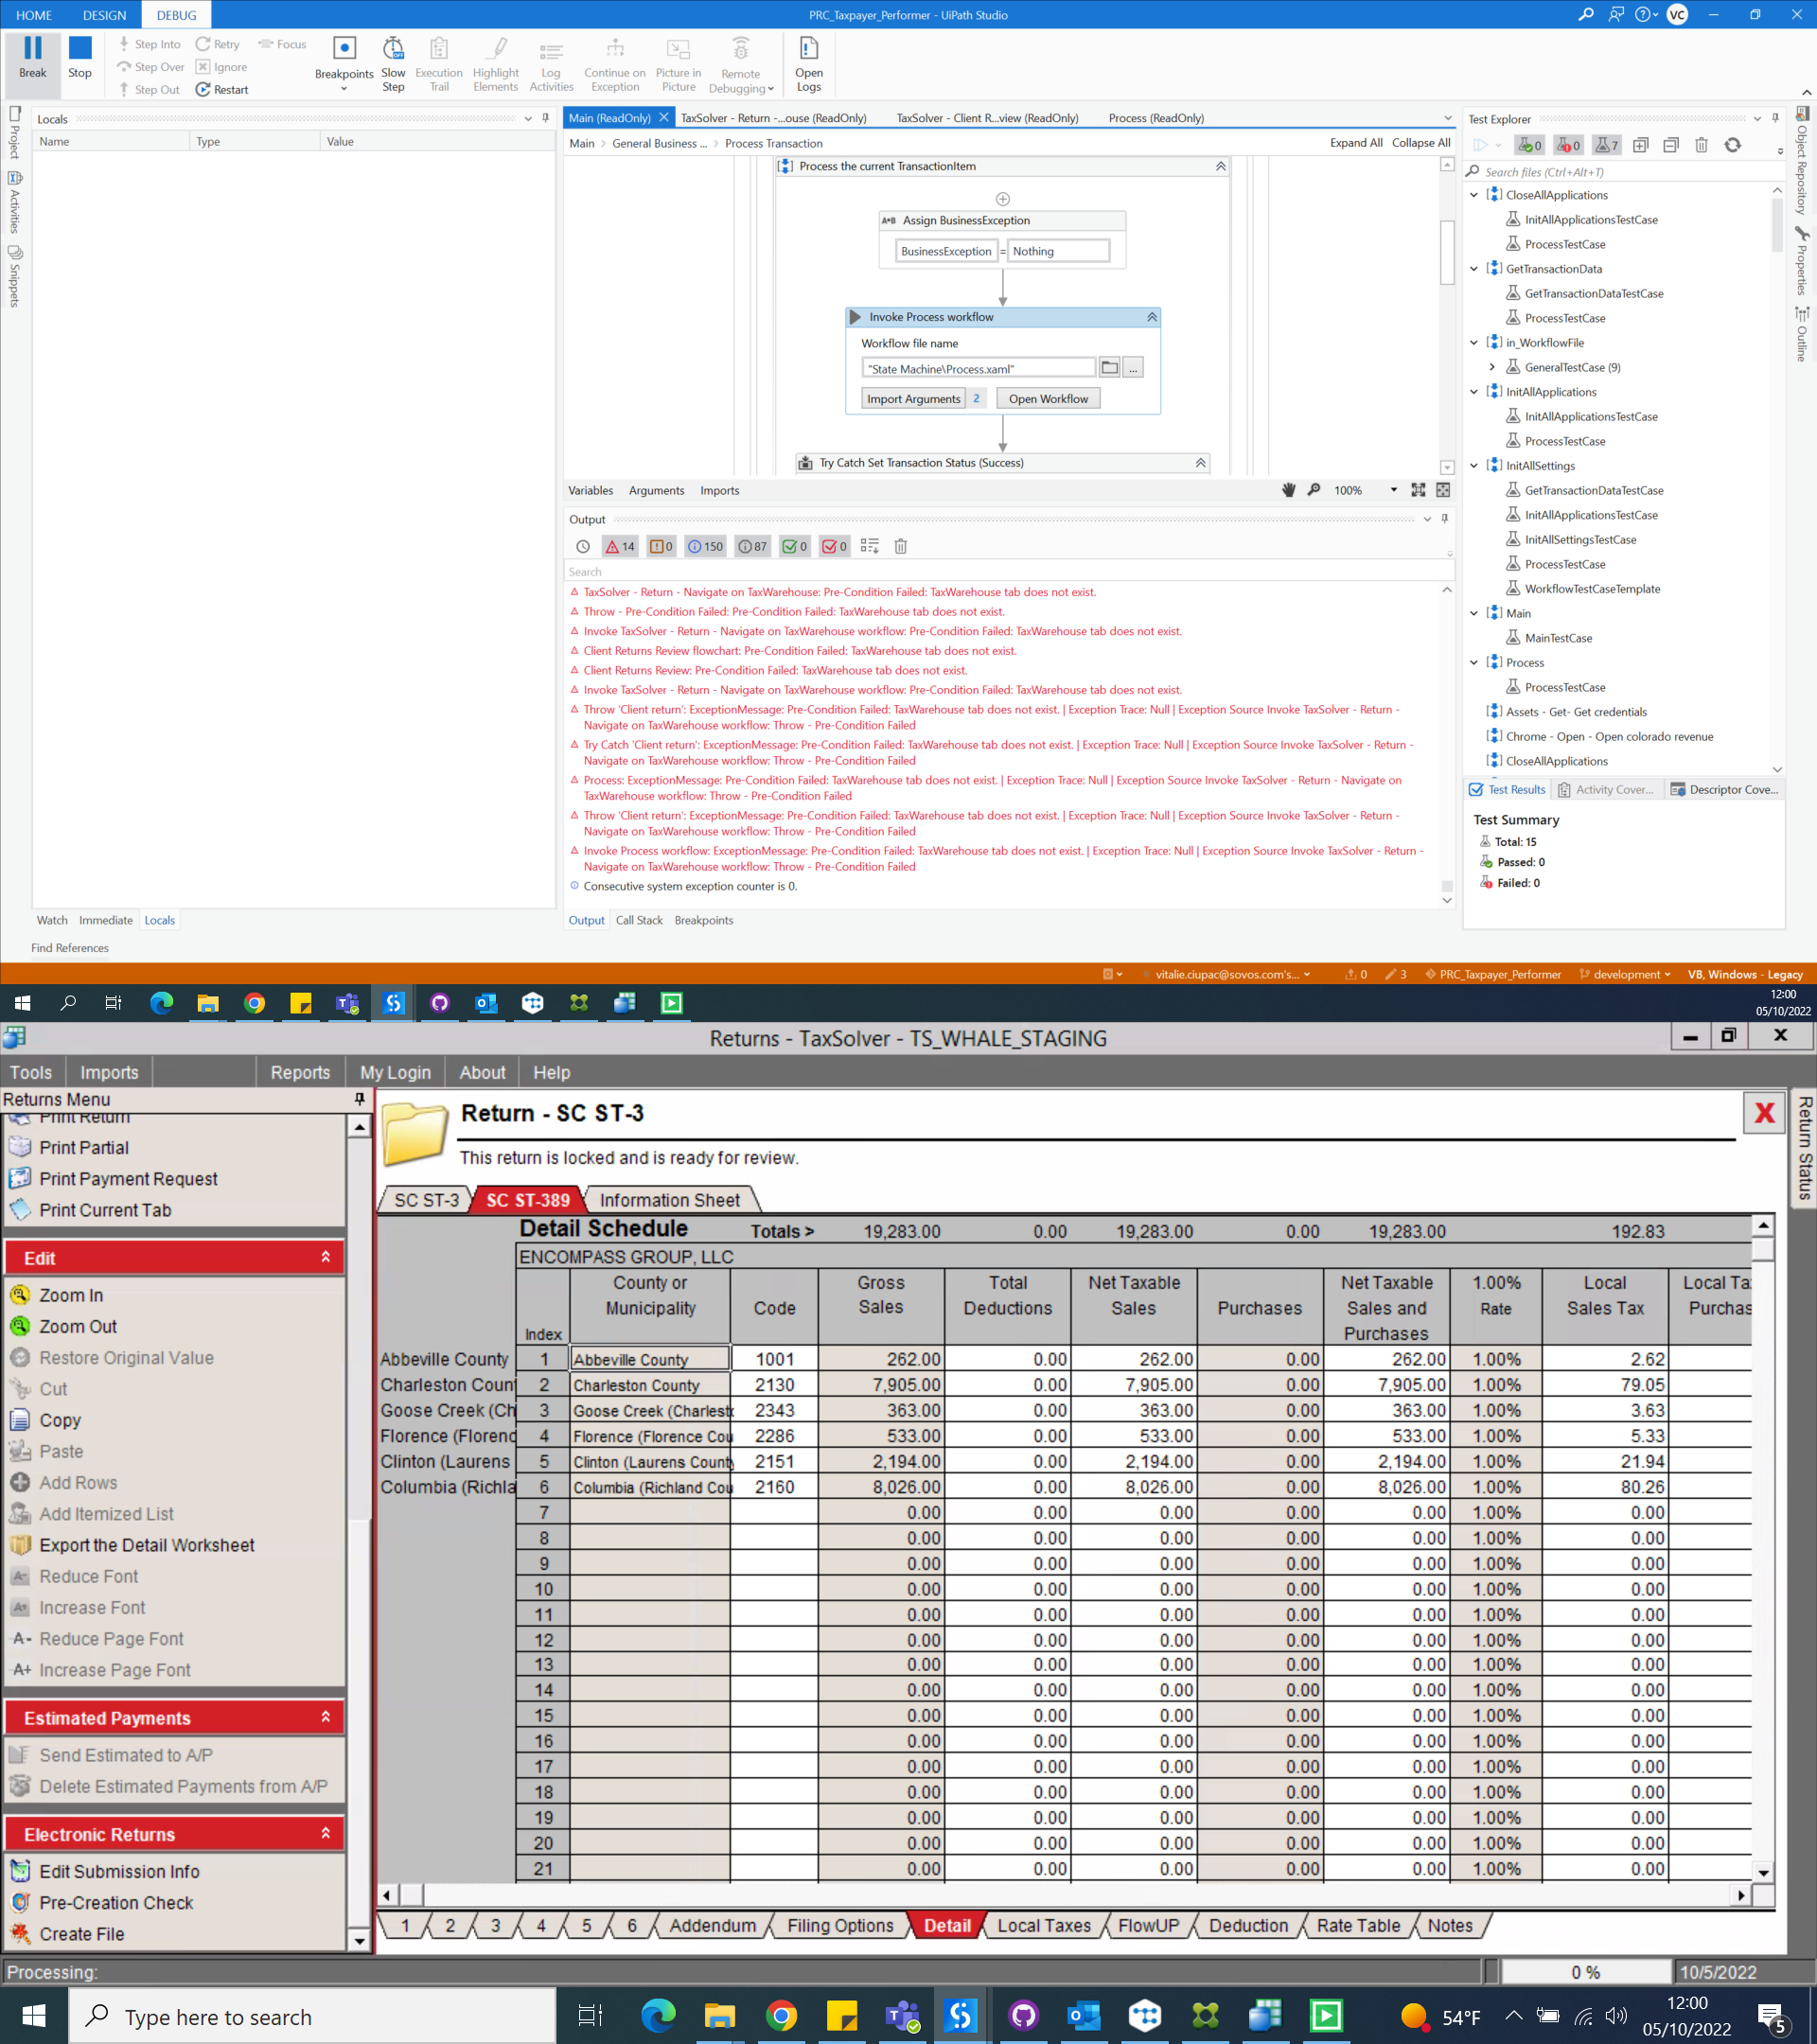 HOME DESIGN DEBUG PRC_Taxpayer_Performer - UiPath Studio VC
Break Stop Step Into Step Over Step Out Retry Ignore Restart Focus Breakpoints Slow Step Execution Trail Highlight Elements Log Activities Continue on Exception Picture in Picture Remote Debugging Open Logs
Project
Activities
Snippets
Locals
Name Type Value
Watch Immediate Locals
Find References
Main (ReadOnly) TaxSolver - Return -...ouse (ReadOnly) TaxSolver - Client R...view (ReadOnly) Process (ReadOnly)
Main > General Business ... > Process Transaction Expand All Collapse All
Process the current TransactionItem
A*B Assign BusinessException
BusinessException = Nothing
Invoke Process workflow
Workflow file name
"State Machine\Process.xaml" ...
Import Arguments 2 Open Workflow
Try Catch Set Transaction Status (Success)
Variables Arguments Imports 100%
Output
14 0 150 87 0 0
Search
TaxSolver - Return - Navigate on TaxWarehouse: Pre-Condition Failed: TaxWarehouse tab does not exist.
Throw - Pre-Condition Failed: Pre-Condition Failed: TaxWarehouse tab does not exist.
Invoke TaxSolver - Return - Navigate on TaxWarehouse workflow: Pre-Condition Failed: TaxWarehouse tab does not exist.
Client Returns Review flowchart: Pre-Condition Failed: TaxWarehouse tab does not exist.
Client Returns Review: Pre-Condition Failed: TaxWarehouse tab does not exist.
Invoke TaxSolver - Return - Navigate on TaxWarehouse workflow: Pre-Condition Failed: TaxWarehouse tab does not exist.
Throw 'Client return': ExceptionMessage: Pre-Condition Failed: TaxWarehouse tab does not exist. | Exception Trace: Null | Exception Source Invoke TaxSolver - Return -
Navigate on TaxWarehouse workflow: Throw - Pre-Condition Failed
Try Catch 'Client return': ExceptionMessage: Pre-Condition Failed: TaxWarehouse tab does not exist. | Exception Trace: Null | Exception Source Invoke TaxSolver - Return -
Navigate on TaxWarehouse workflow: Throw - Pre-Condition Failed
Process: ExceptionMessage: Pre-Condition Failed: TaxWarehouse tab does not exist. | Exception Trace: Null | Exception Source Invoke TaxSolver - Return - Navigate on
TaxWarehouse workflow: Throw - Pre-Condition Failed
Throw 'Client return': ExceptionMessage: Pre-Condition Failed: TaxWarehouse tab does not exist. | Exception Trace: Null | Exception Source Invoke TaxSolver - Return -
Navigate on TaxWarehouse workflow: Throw - Pre-Condition Failed
Invoke Process workflow: ExceptionMessage: Pre-Condition Failed: TaxWarehouse tab does not exist. | Exception Trace: Null | Exception Source Invoke TaxSolver - Return -
Navigate on TaxWarehouse workflow: Throw - Pre-Condition Failed
Consecutive system exception counter is 0.
Output Call Stack Breakpoints
Test Explorer
0 0 7
Search files (Ctrl+Alt+T)
CloseAllApplications
InitAllApplicationsTestCase
ProcessTestCase
GetTransactionData
GetTransactionDataTestCase
ProcessTestCase
in_WorkflowFile
GeneralTestCase (9)
InitAllApplications
InitAllApplicationsTestCase
ProcessTestCase
InitAllSettings
GetTransactionDataTestCase
InitAllApplicationsTestCase
InitAllSettingsTestCase
ProcessTestCase
WorkflowTestCaseTemplate
Main
MainTestCase
Process
ProcessTestCase
Assets - Get- Get credentials
Chrome - Open - Open colorado revenue
CloseAllApplications
Test Results Activity Cover... Descriptor Cove...
Test Summary
Total: 15
Passed: 0
Failed: 0
Object Repository
Properties
Outline
vitalie.ciupac@sovos.com's... 0 3 PRC_Taxpayer_Performer development VB, Windows - Legacy
12:00
05/10/2022
Returns - TaxSolver - TS_WHALE_STAGING
Tools Imports Reports My Login About Help
Returns Menu
Print Return
Print Partial
Print Payment Request
Print Current Tab
Edit
Zoom In
Zoom Out
Restore Original Value
Cut
Copy
Paste
Add Rows
Add Itemized List
Export the Detail Worksheet
Reduce Font
Increase Font
A- Reduce Page Font
A+ Increase Page Font
Estimated Payments
Send Estimated to A/P
Delete Estimated Payments from A/P
Electronic Returns
Edit Submission Info
Pre-Creation Check
Create File
Return - SC ST-3 X
This return is locked and is ready for review.
Return Status
SC ST-3 SC ST-389 Information Sheet
Detail Schedule Totals > 19,283.00 0.00 19,283.00 0.00 19,283.00 192.83
ENCOMPASS GROUP, LLC
Index County or Municipality Code Gross Sales Total Deductions Net Taxable Sales Purchases Net Taxable Sales and Purchases 1.00% Rate Local Sales Tax Local Ta Purchas
Abbeville County 1 Abbeville County 1001 262.00 0.00 262.00 0.00 262.00 1.00% 2.62
Charleston Coun 2 Charleston County 2130 7,905.00 0.00 7,905.00 0.00 7,905.00 1.00% 79.05
Goose Creek (Ch 3 Goose Creek (Charlest 2343 363.00 0.00 363.00 0.00 363.00 1.00% 3.63
Florence (Florenc 4 Florence (Florence Cou 2286 533.00 0.00 533.00 0.00 533.00 1.00% 5.33
Clinton (Laurens 5 Clinton (Laurens County 2151 2,194.00 0.00 2,194.00 0.00 2,194.00 1.00% 21.94
Columbia (Richla 6 Columbia (Richland Cou 2160 8,026.00 0.00 8,026.00 0.00 8,026.00 1.00% 80.26
7 0.00 0.00 0.00 0.00 0.00 1.00% 0.00
8 0.00 0.00 0.00 0.00 0.00 1.00% 0.00
9 0.00 0.00 0.00 0.00 0.00 1.00% 0.00
10 0.00 0.00 0.00 0.00 0.00 1.00% 0.00
11 0.00 0.00 0.00 0.00 0.00 1.00% 0.00
12 0.00 0.00 0.00 0.00 0.00 1.00% 0.00
13 0.00 0.00 0.00 0.00 0.00 1.00% 0.00
14 0.00 0.00 0.00 0.00 0.00 1.00% 0.00
15 0.00 0.00 0.00 0.00 0.00 1.00% 0.00
16 0.00 0.00 0.00 0.00 0.00 1.00% 0.00
17 0.00 0.00 0.00 0.00 0.00 1.00% 0.00
18 0.00 0.00 0.00 0.00 0.00 1.00% 0.00
19 0.00 0.00 0.00 0.00 0.00 1.00% 0.00
20 0.00 0.00 0.00 0.00 0.00 1.00% 0.00
21 0.00 0.00 0.00 0.00 0.00 1.00% 0.00
1 2 3 4 5 6 Addendum Filing Options Detail Local Taxes FlowUP Deduction Rate Table Notes
Processing: 0 % 10/5/2022
Type here to search 54°F 12:00
05/10/2022 5